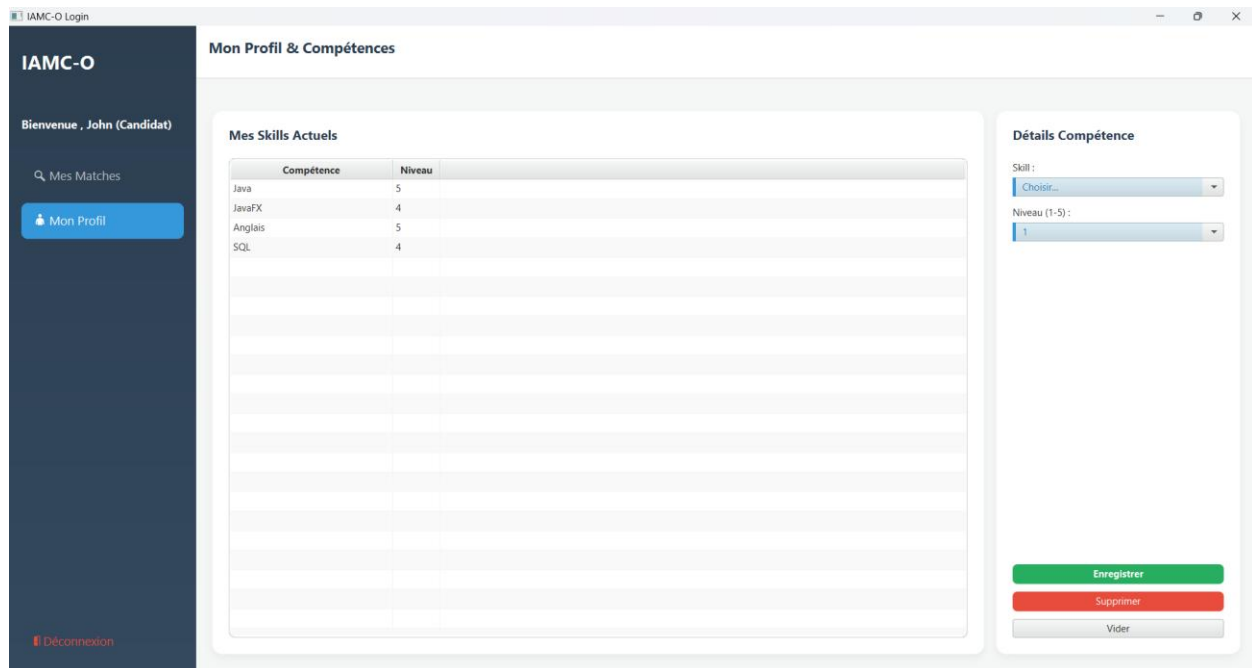 IAMC-O Login
IAMC-O
Bienvenue , John (Candidat)
Mes Matches
Mon Profil
Déconnexion
Mon Profil & Compétences
Mes Skills Actuels
Compétence Niveau
Java 5
JavaFX 4
Anglais 5
SQL 4
Détails Compétence
Skill :
Choisir...
Niveau (1-5) :
1
Enregistrer
Supprimer
Vider